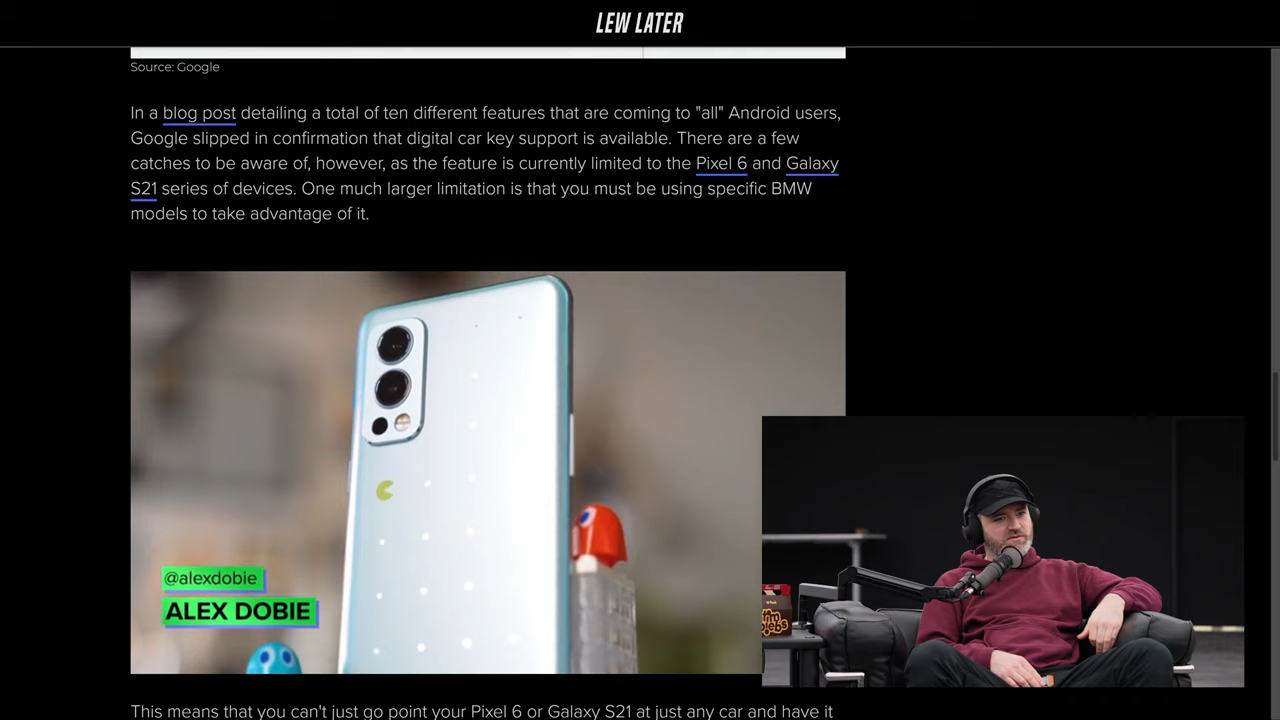 LEW LATER
Source: Google
In a blog post detailing a total of ten different features that are coming to "all" Android users,
Google slipped in confirmation that digital car key support is available. There are a few
catches to be aware of, however, as the feature is currently limited to the Pixel 6 and Galaxy
S21 series of devices. One much larger limitation is that you must be using specific BMW
models to take advantage of it.
@alexdobie
ALEX DOBIE
This means that you can't just go point your Pixel 6 or Galaxy S21 at just any car and have it